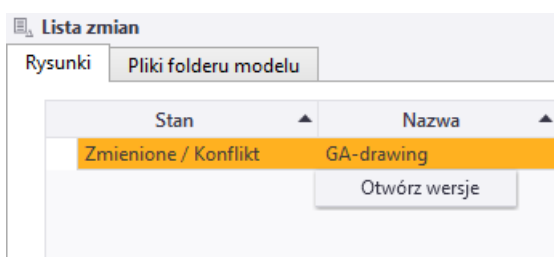 Lista zmian
Rysunki Pliki folderu modelu
Stan Nazwa
Zmienione / Konflikt GA-drawing
Otwórz wersje